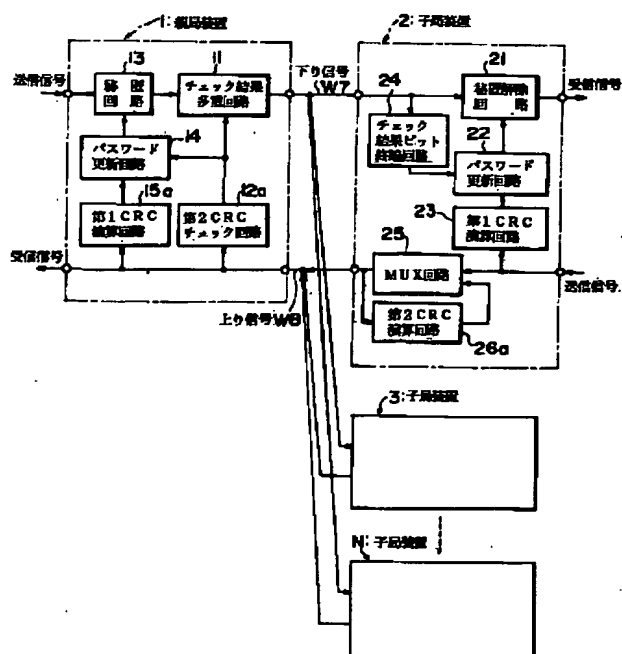 1:親局装置
2:子局装置
13
11
送信信号
秘匿
回路
チェック結果
多重回路
下り信号
W7
24
21
秘匿解除
回路
受信信号
14
パスワード
更新回路
チェック
結果ビット
終端回路
22
パスワード
更新回路
15a
12a
第1CRC
演算回路
第2CRC
チェック回路
23
第1CRC
演算回路
25
受信信号
MUX回路
送信信号
上り信号W8
第2CRC
演算回路
26a
3:子局装置
N:子局装置